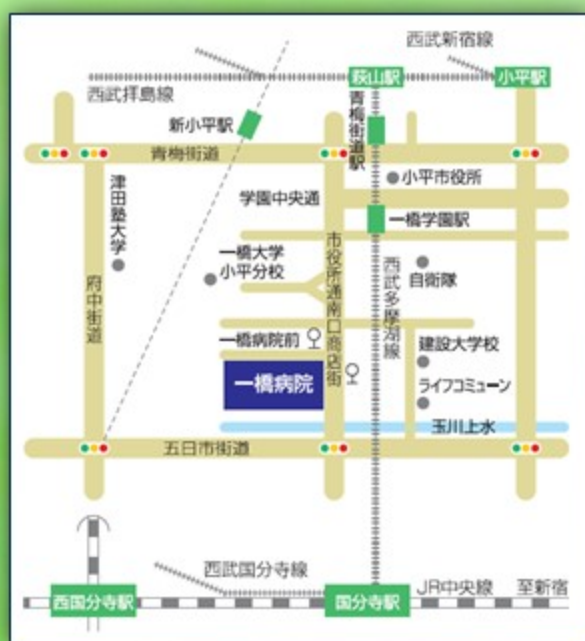 西武新宿線
萩山駅
小平駅
西武拝島線
新小平駅
青梅街道駅
青梅街道
小平市役所
津田塾大学
学園中央通
一橋学園駅
一橋大学
小平分校
市役所通南口商店街
西武多摩湖線
自衛隊
府中街道
一橋病院前
建設大学校
一橋病院
ライフコミューン
玉川上水
五日市街道
西武国分寺線
JR中央線
至新宿
西国分寺駅
国分寺駅